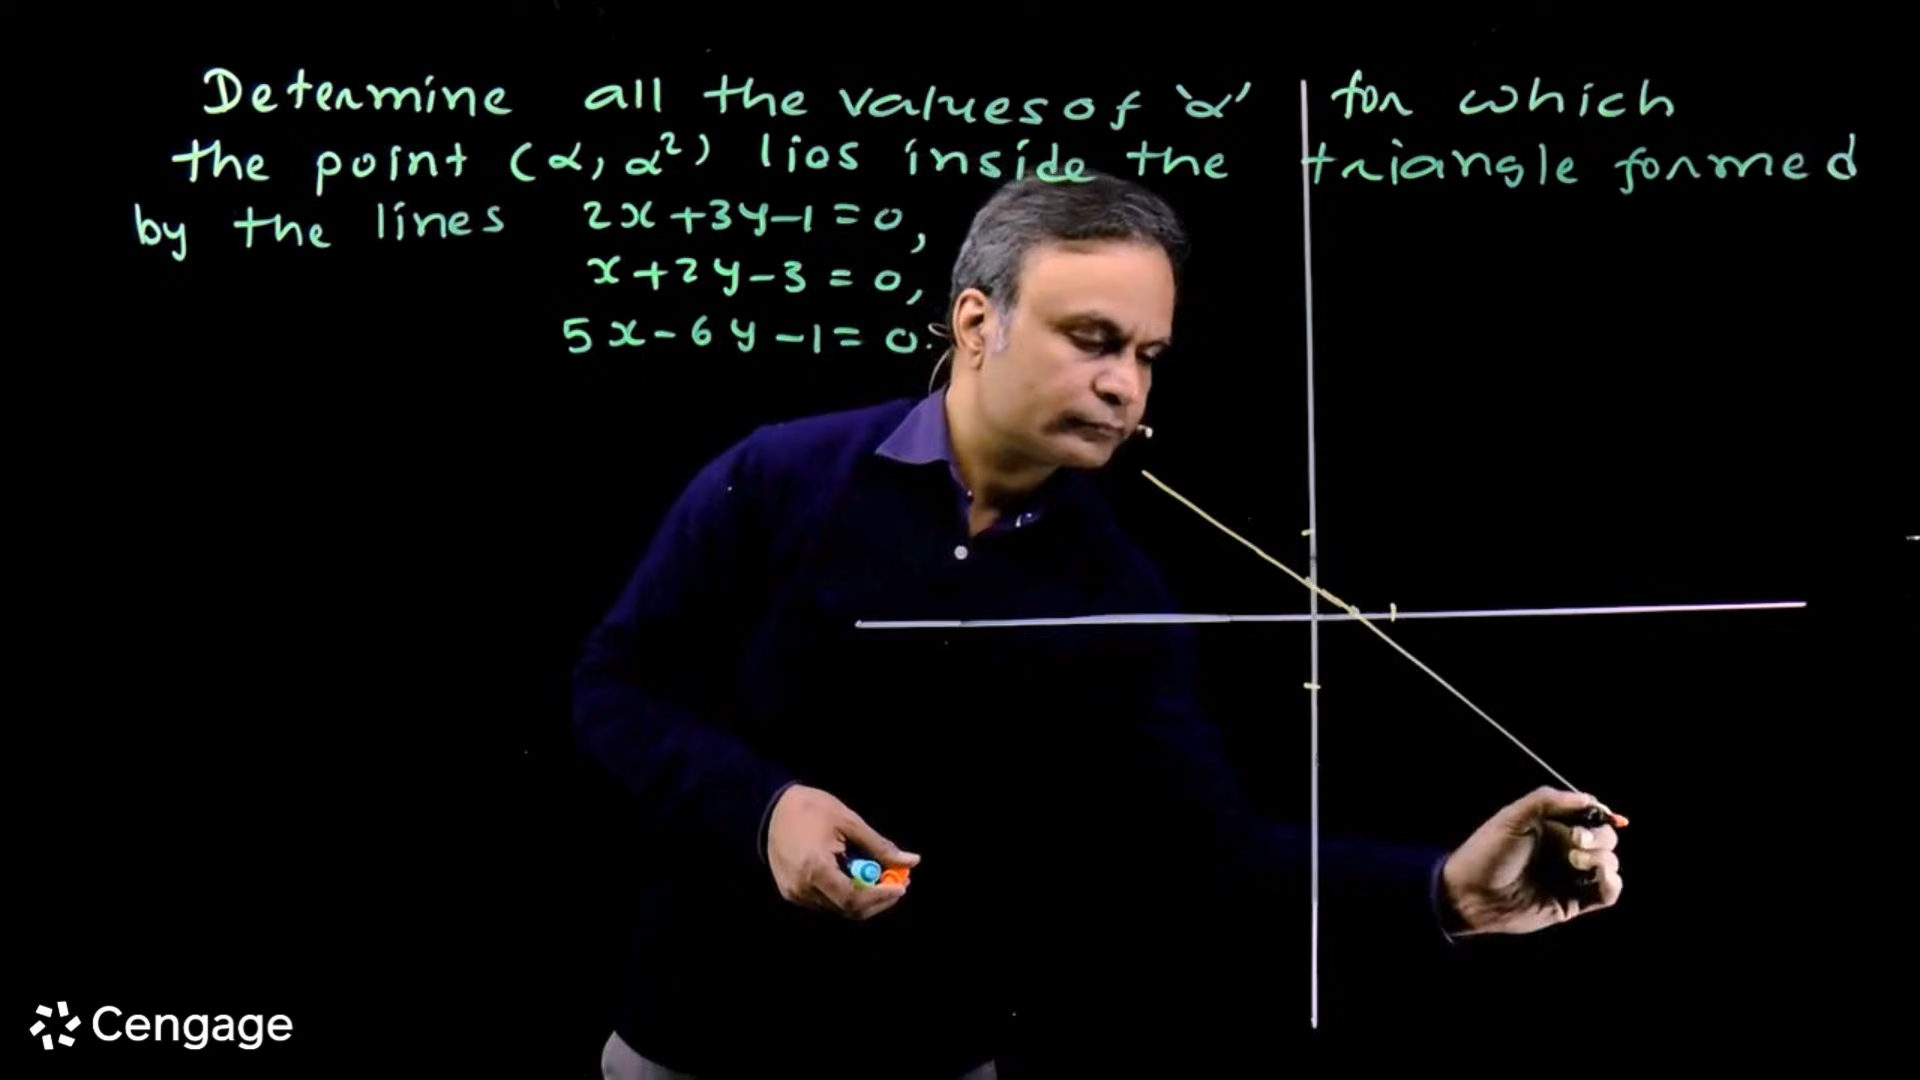 Determine all the values of 'α' for which
the point (α, α²) lies inside the triangle formed
by the lines 2x+3y-1=0,
x+2y-3=0,
5x-6y-1=0.
Cengage